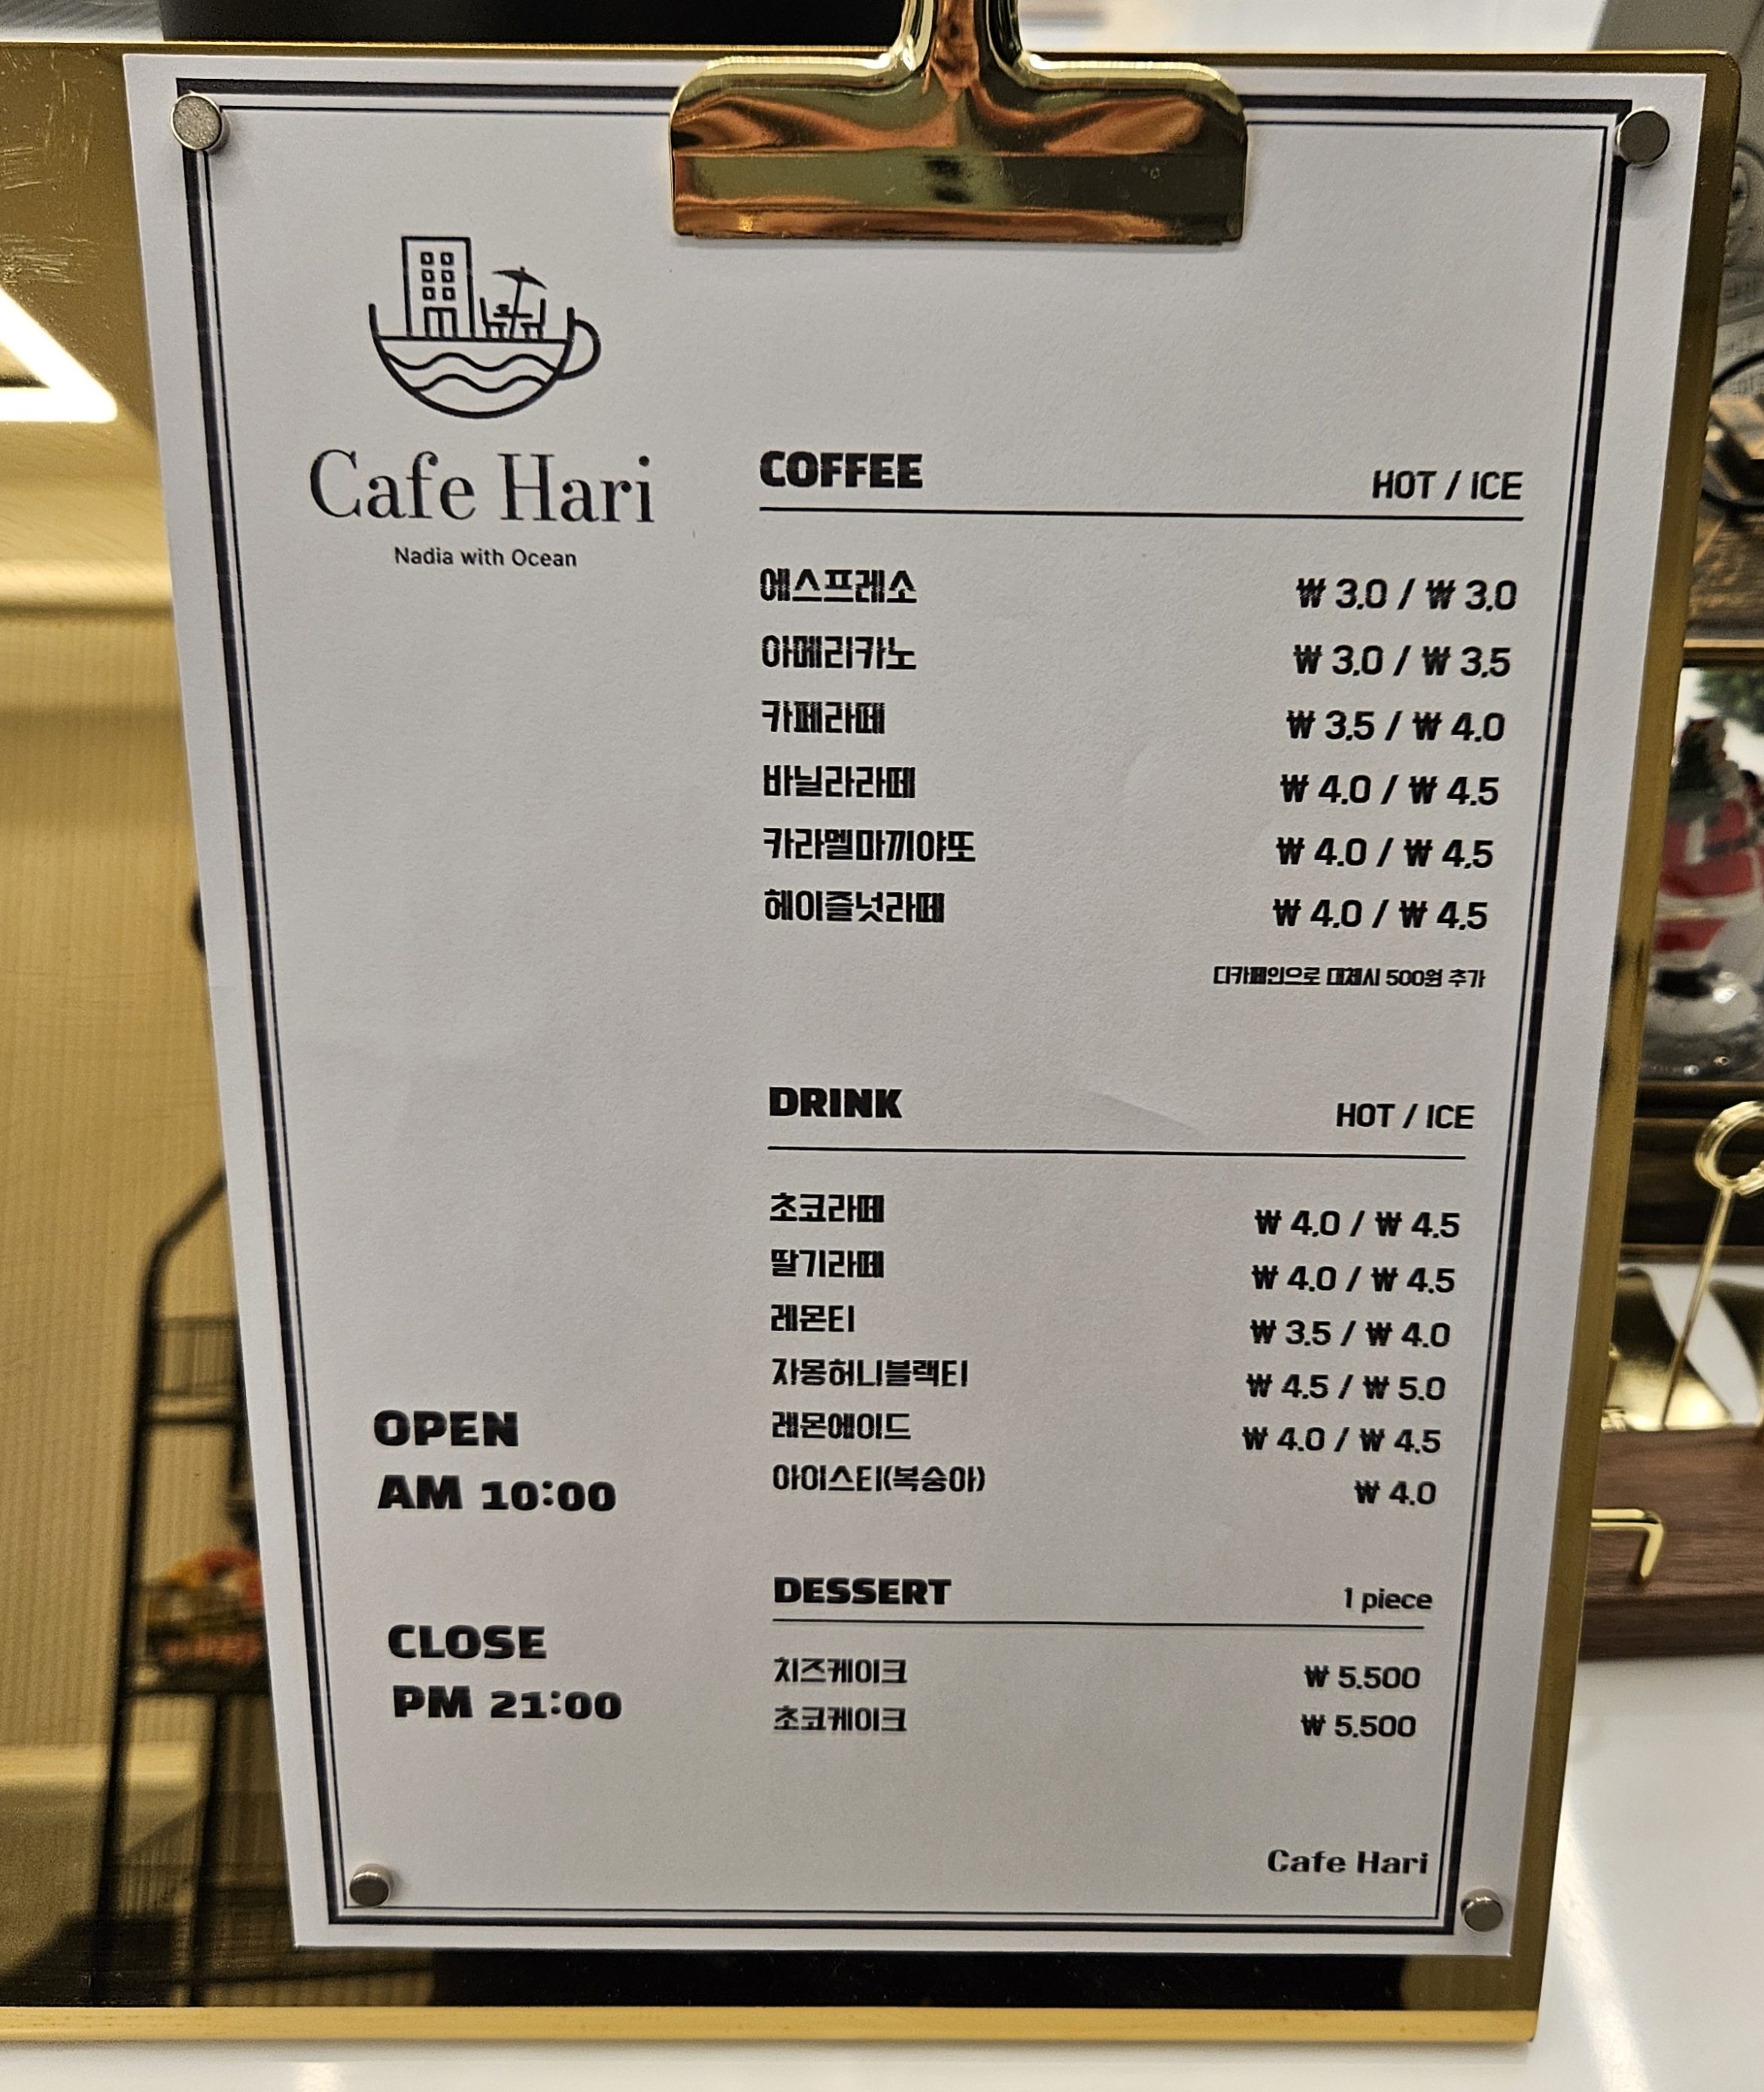 Cafe Hari
Nadia with Ocean
COFFEE HOT / ICE
에스프레소 ₩ 3.0 / ₩ 3.0
아메리카노 ₩ 3.0 / ₩ 3.5
카페라떼 ₩ 3.5 / ₩ 4.0
바닐라라떼 ₩ 4.0 / ₩ 4.5
카라멜마끼야또 ₩ 4.0 / ₩ 4.5
헤이즐넛라떼 ₩ 4.0 / ₩ 4.5
디카페인으로 대체시 500원 추가
DRINK HOT / ICE
초코라떼 ₩ 4.0 / ₩ 4.5
딸기라떼 ₩ 4.0 / ₩ 4.5
레몬티 ₩ 3.5 / ₩ 4.0
자몽허니블랙티 ₩ 4.5 / ₩ 5.0
레몬에이드 ₩ 4.0 / ₩ 4.5
아이스티(복숭아) ₩ 4.0
DESSERT 1 piece
치즈케이크 ₩ 5.500
초코케이크 ₩ 5.500
OPEN
AM 10:00
CLOSE
PM 21:00
Cafe Hari